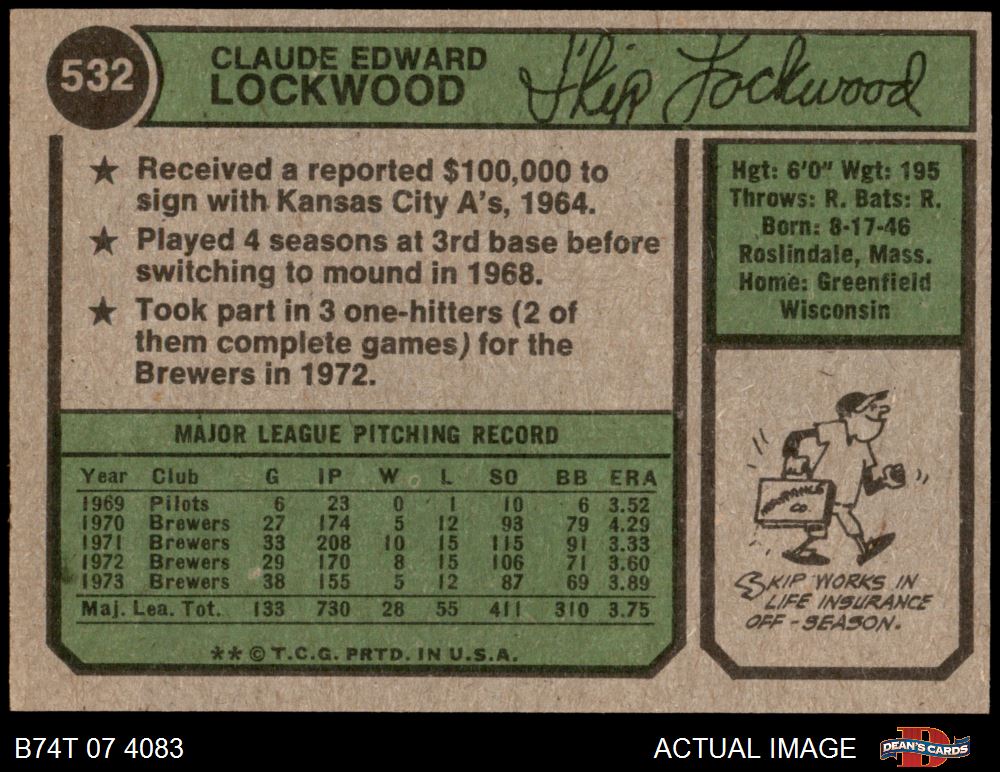 532
CLAUDE EDWARD
LOCKWOOD
Skip Lockwood
★ Received a reported $100,000 to
sign with Kansas City A's, 1964.
★ Played 4 seasons at 3rd base before
switching to mound in 1968.
★ Took part in 3 one-hitters (2 of
them complete games) for the
Brewers in 1972.
Hgt: 6'0" Wgt: 195
Throws: R. Bats: R.
Born: 8-17-46
Roslindale, Mass.
Home: Greenfield
Wisconsin
MAJOR LEAGUE PITCHING RECORD
Year Club G IP W L SO BB ERA
1969 Pilots 6 23 0 1 10 6 3.52
1970 Brewers 27 174 5 12 93 79 4.29
1971 Brewers 33 208 10 15 115 91 3.33
1972 Brewers 29 170 8 15 106 71 3.60
1973 Brewers 38 155 5 12 87 69 3.89
Maj. Lea. Tot. 133 730 28 55 411 310 3.75
** © T.C.G. PRTD. IN U.S.A.
INSURANCE
CO.
SKIP WORKS IN
LIFE INSURANCE
OFF-SEASON.
B74T 07 4083
ACTUAL IMAGE
DEAN'S CARDS